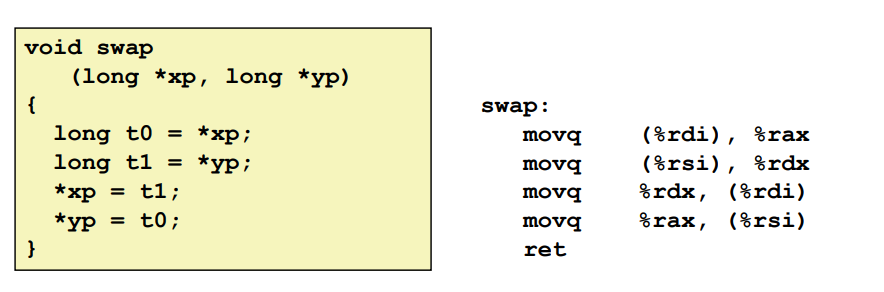 void swap
(long *xp, long *yp)
{
long t0 = *xp;
long t1 = *yp;
*xp = t1;
*yp = t0;
}
swap:
movq (%rdi), %rax
movq (%rsi), %rdx
movq %rdx, (%rdi)
movq %rax, (%rsi)
ret